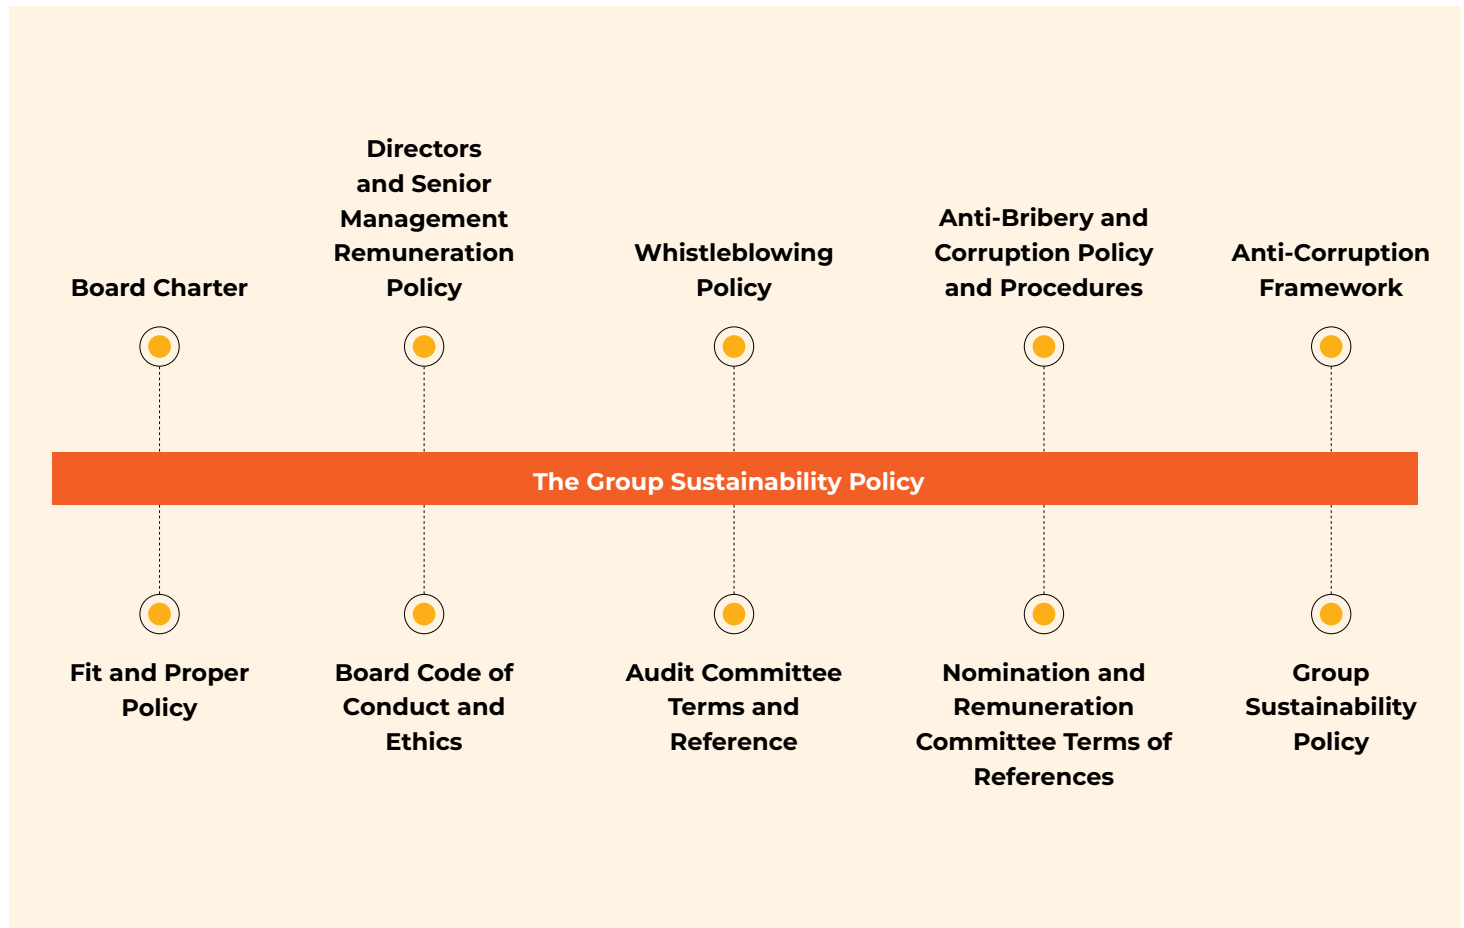 Board Charter
Directors
and Senior
Management
Remuneration
Policy
Whistleblowing
Policy
Anti-Bribery and
Corruption Policy
and Procedures
Anti-Corruption
Framework
The Group Sustainability Policy
Fit and Proper
Policy
Board Code of
Conduct and
Ethics
Audit Committee
Terms and
Reference
Nomination and
Remuneration
Committee Terms of
References
Group
Sustainability
Policy